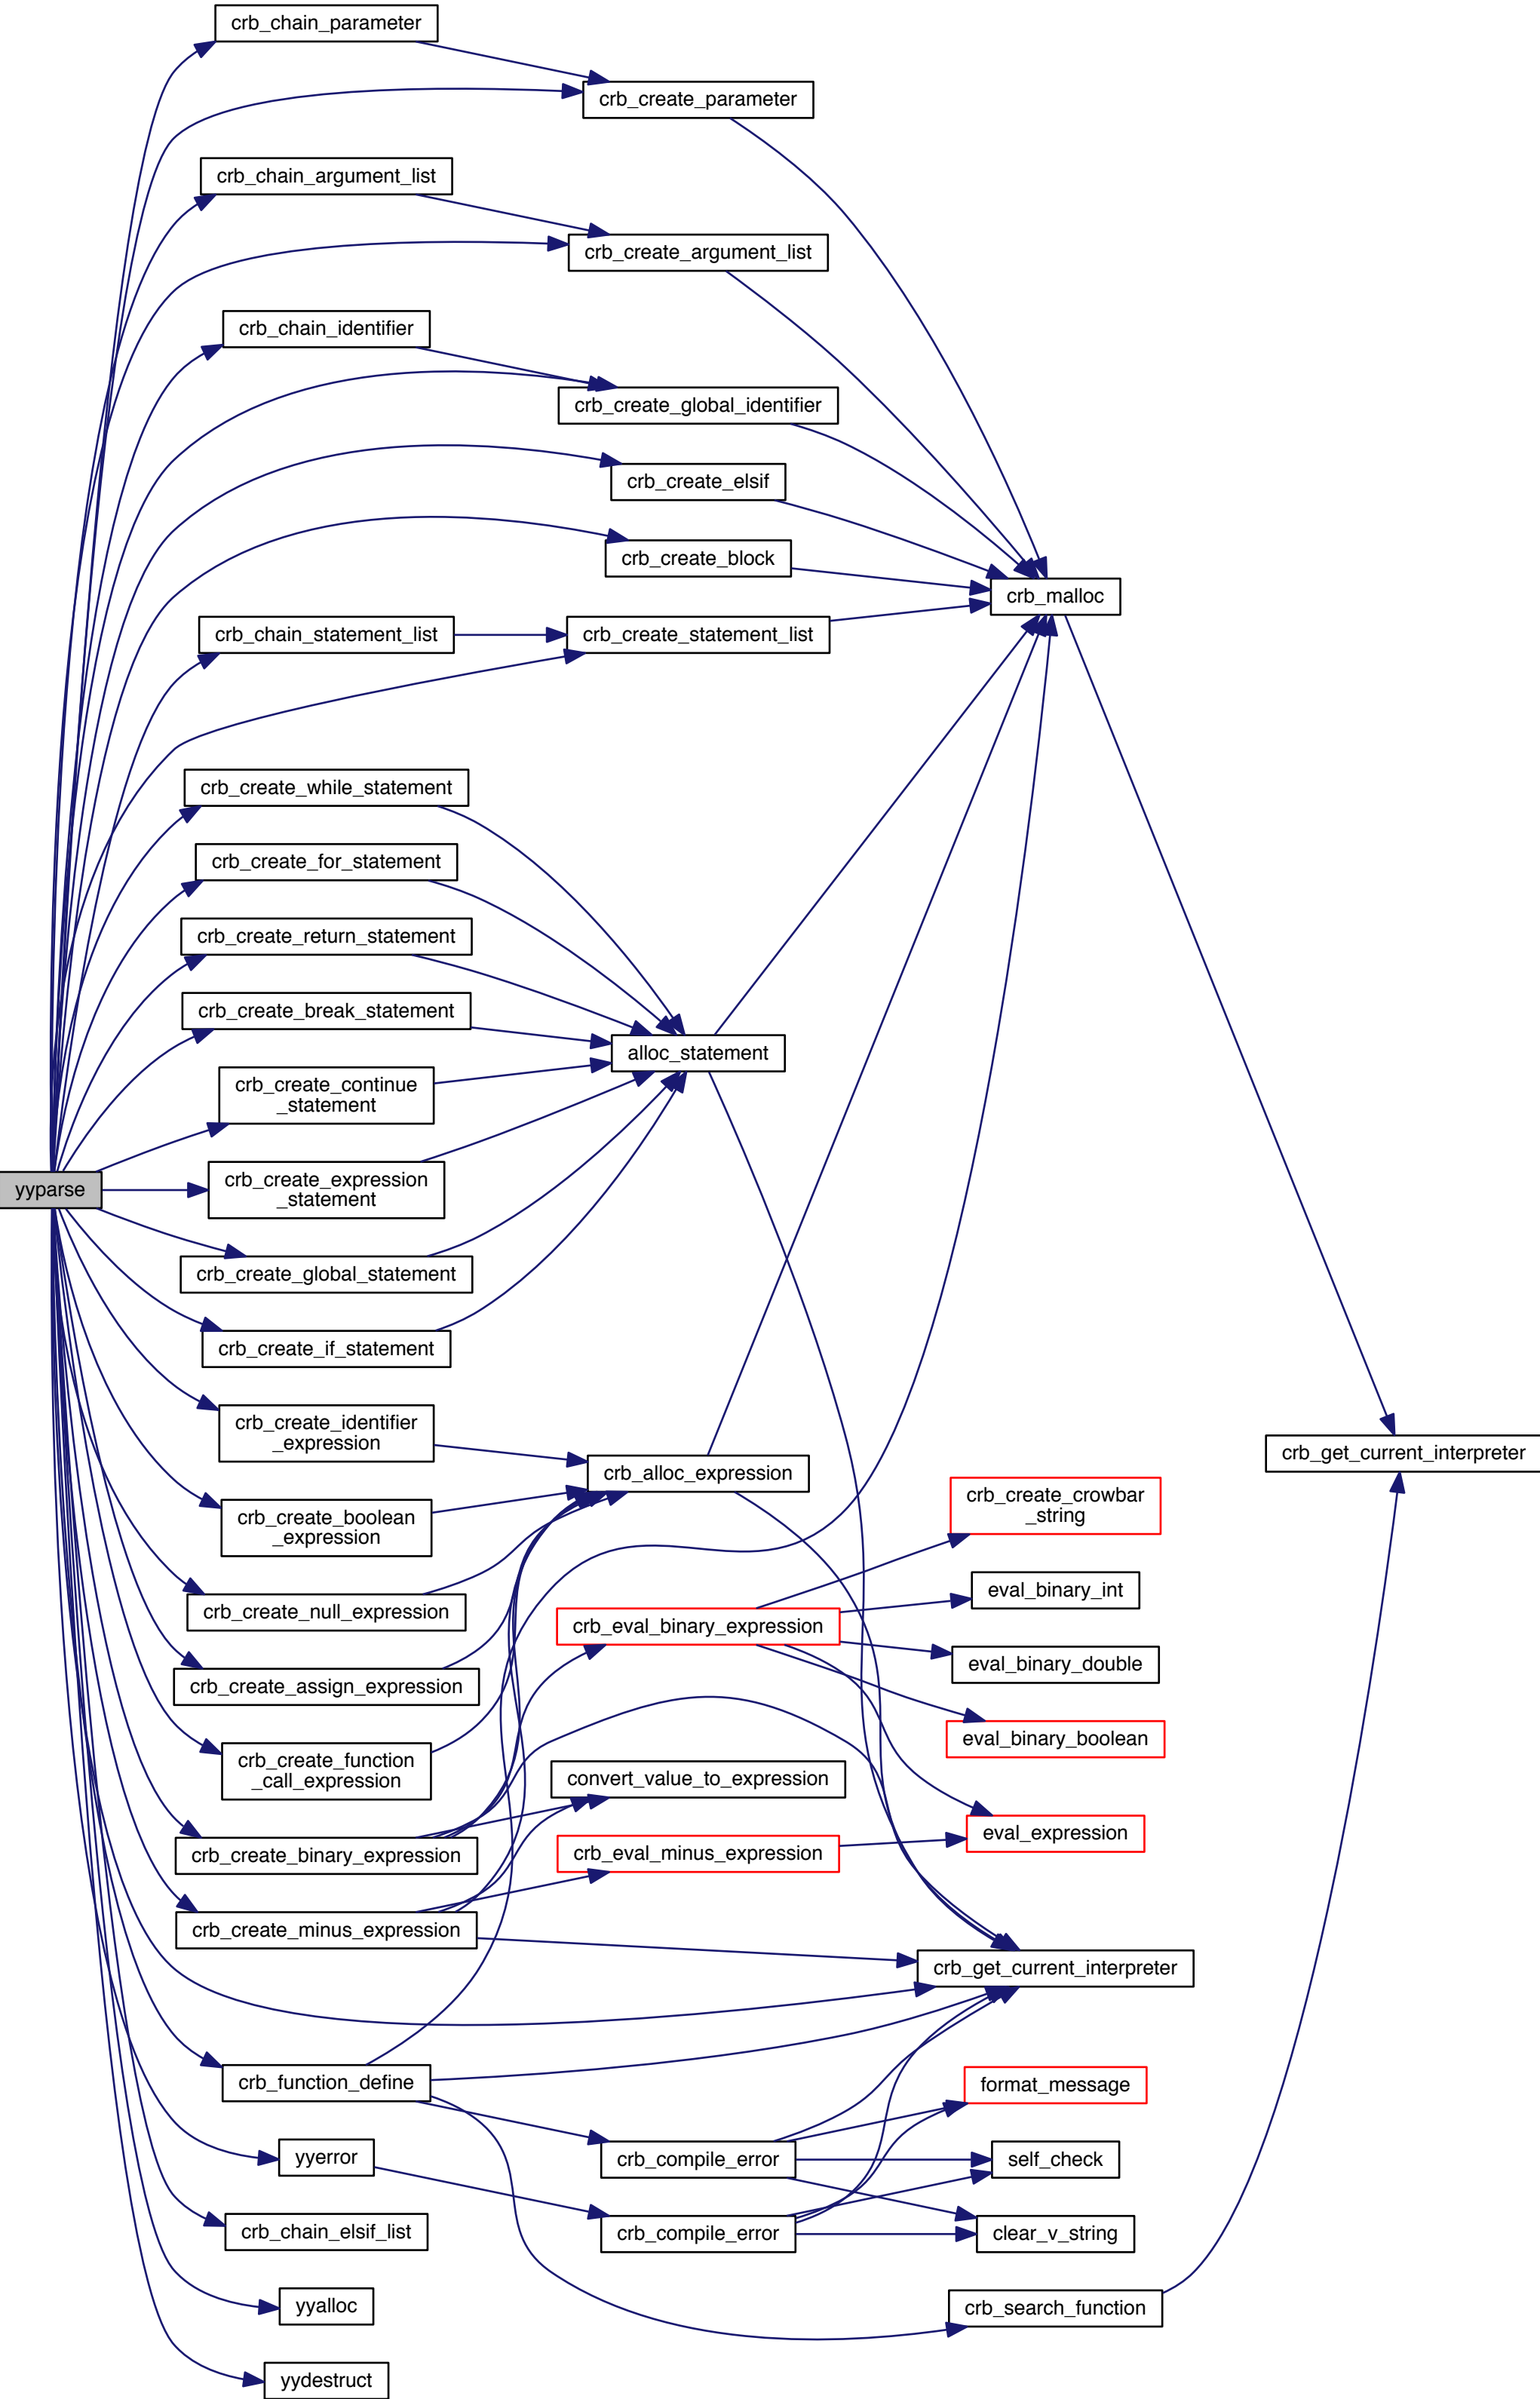 crb_chain_parameter
crb_create_parameter
crb_chain_argument_list
crb_create_argument_list
crb_chain_identifier
crb_create_global_identifier
crb_create_elsif
crb_create_block
crb_malloc
crb_chain_statement_list
crb_create_statement_list
crb_create_while_statement
crb_create_for_statement
crb_create_return_statement
crb_create_break_statement
alloc_statement
crb_create_continue
_statement
yyparse
crb_create_expression
_statement
crb_create_global_statement
crb_create_if_statement
crb_create_identifier
_expression
crb_get_current_interpreter
crb_alloc_expression
crb_create_crowbar
_string
crb_create_boolean
_expression
eval_binary_int
crb_create_null_expression
crb_eval_binary_expression
eval_binary_double
crb_create_assign_expression
eval_binary_boolean
crb_create_function
_call_expression
convert_value_to_expression
eval_expression
crb_create_binary_expression
crb_eval_minus_expression
crb_create_minus_expression
crb_get_current_interpreter
crb_function_define
format_message
yyerror
crb_compile_error
self_check
crb_chain_elsif_list
crb_compile_error
clear_v_string
yyalloc
crb_search_function
yydestruct